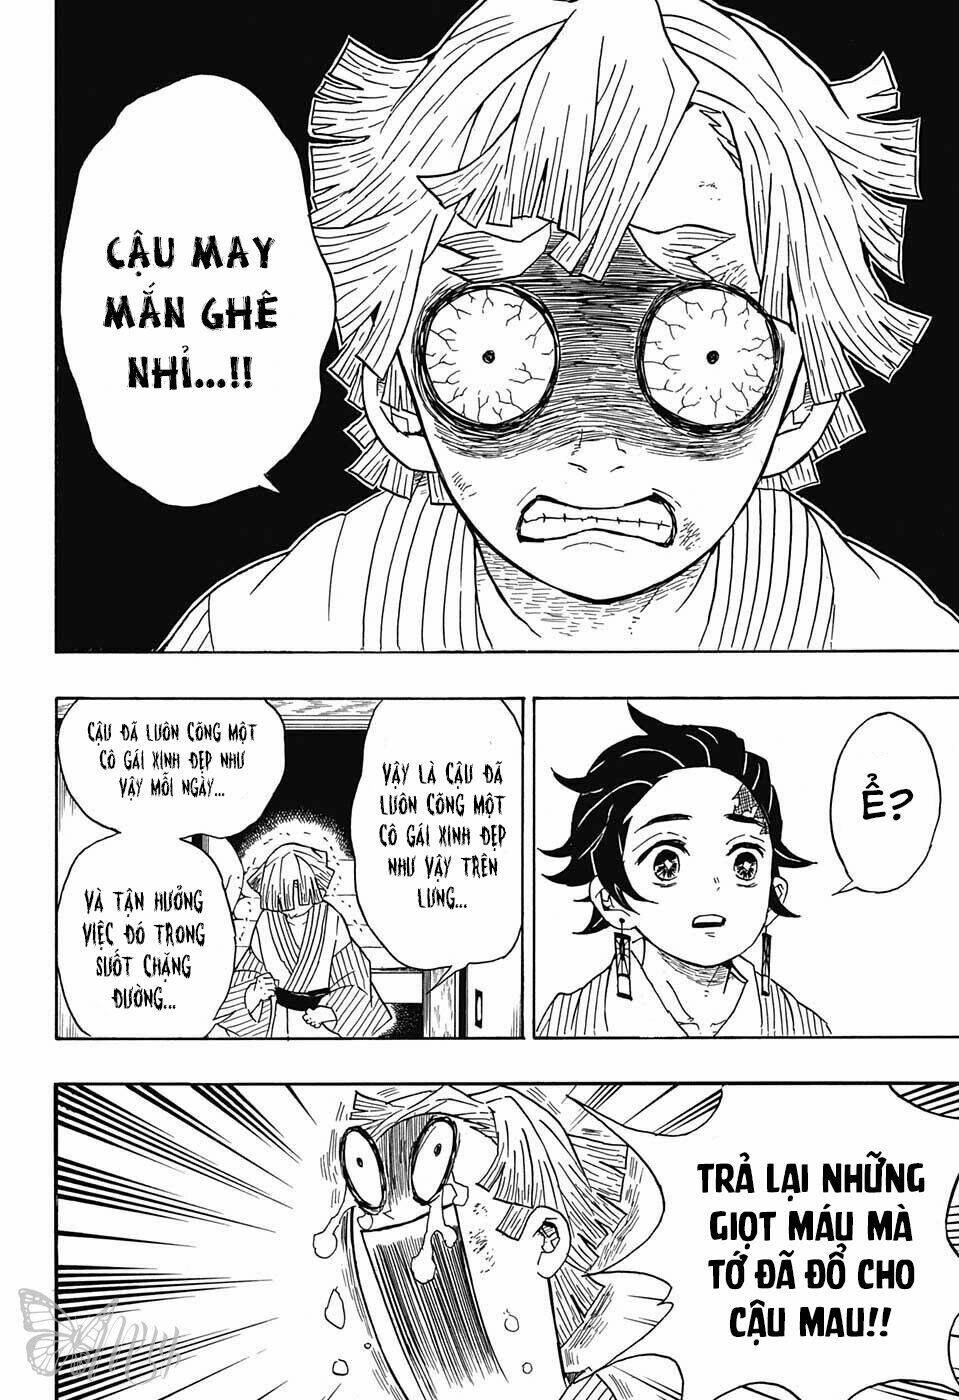 CẬU MAY
MẮN GHÊ
NHỈ...!!
Ể?
VẬY LÀ CẬU ĐÃ
LUÔN CÕNG MỘT
CÔ GÁI XINH ĐẸP
NHƯ VẬY TRÊN
LƯNG...
CẬU ĐÃ LUÔN CÕNG MỘT
CÔ GÁI XINH ĐẸP NHƯ
VẬY MỖI NGÀY...
VÀ TẬN HƯỞNG
VIỆC ĐÓ TRONG
SUỐT CHẶNG
ĐƯỜNG...
TRẢ LẠI NHỮNG
GIỌT MÁU MÀ
TỚ ĐÃ ĐỔ CHO
CẬU MAU!!